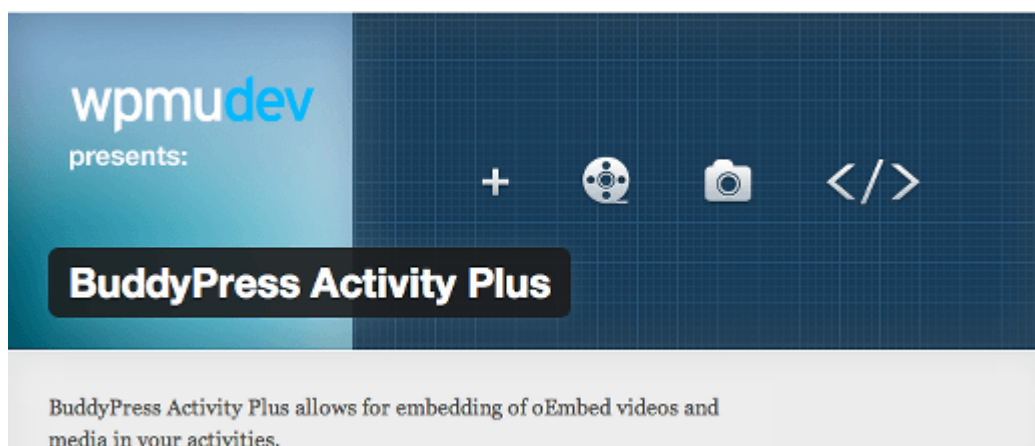 wpmudev
presents:
BuddyPress Activity Plus
BuddyPress Activity Plus allows for embedding of oEmbed videos and
media in your activities.